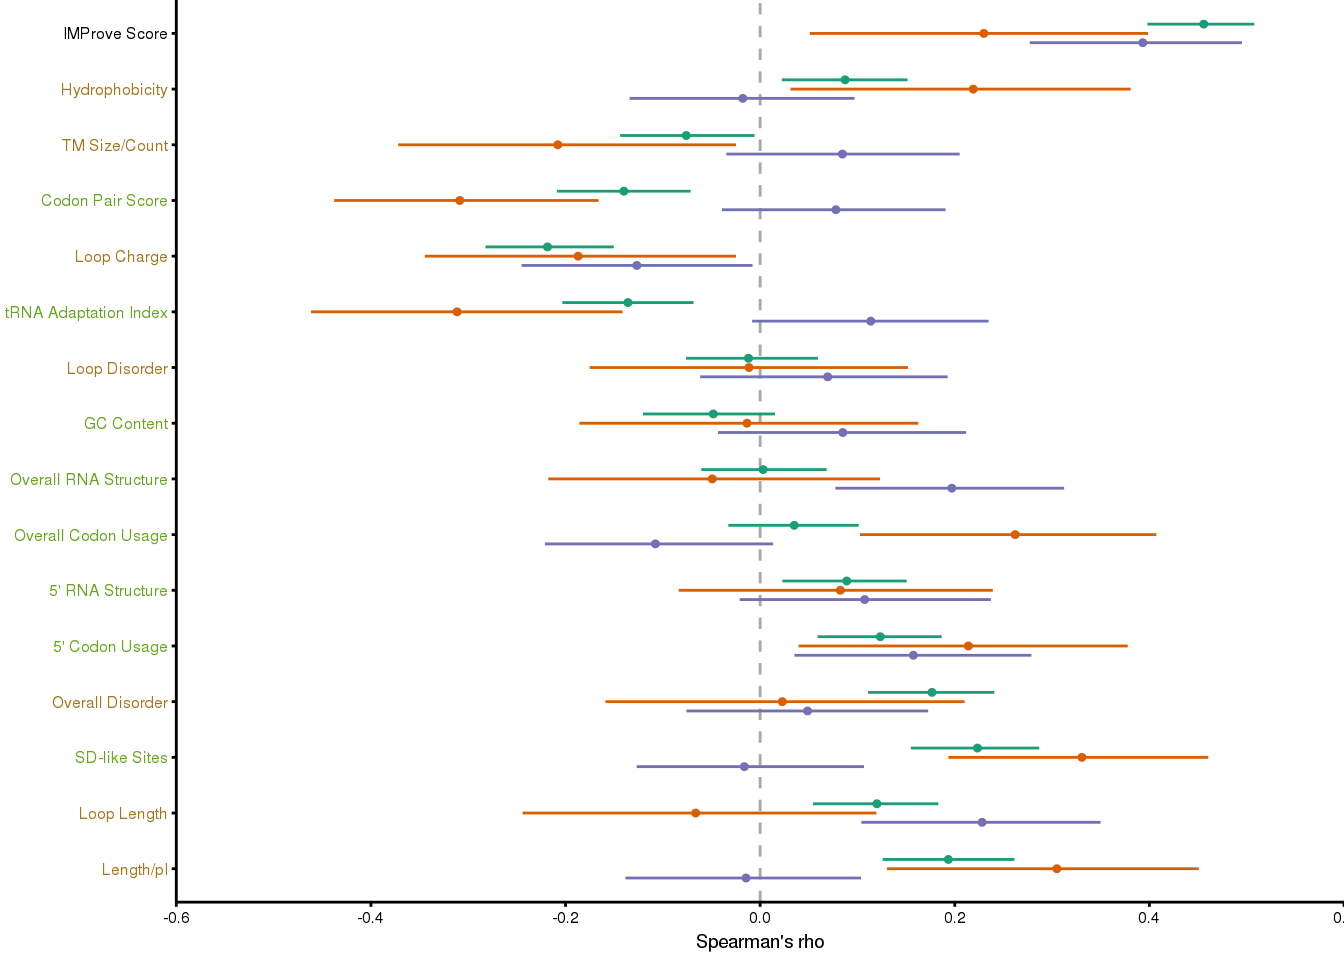 IMProve Score
Hydrophobicity
TM Size/Count
Codon Pair Score
Loop Charge
tRNA Adaptation Index
Loop Disorder
GC Content
Overall RNA Structure
Overall Codon Usage
5' RNA Structure
5' Codon Usage
Overall Disorder
SD-like Sites
Loop Length
Length/pI
-0.6 -0.4 -0.2 0.0 0.2 0.4
Spearman's rho